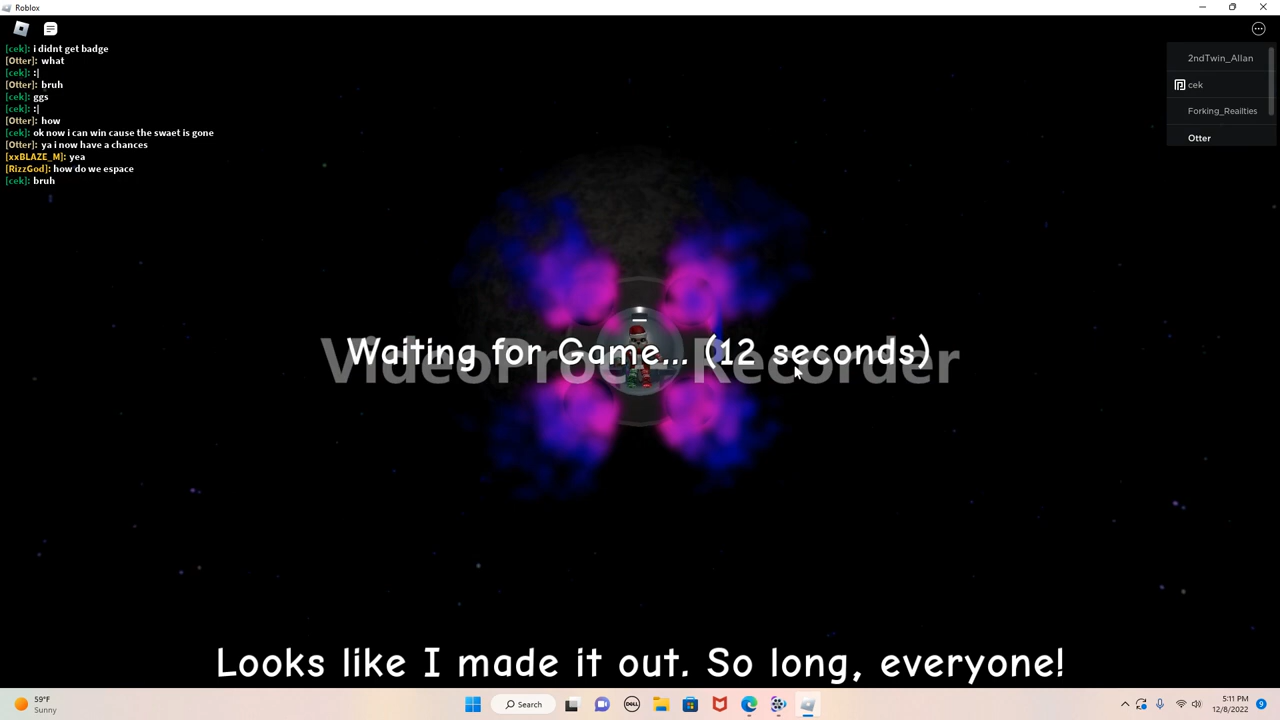 Roblox
[cek]: i didnt get badge
[Otter]: what
[cek]: :|
[Otter]: bruh
[cek]: ggs
[cek]: :|
[Otter]: how
[cek]: ok now i can win cause the swaet is gone
[Otter]: ya i now have a chances
[xxBLAZE_M]: yea
[RizzGod]: how do we espace
[cek]: bruh
2ndTwin_Allan
cek
Forking_Realities
Otter
Waiting for Game... (12 seconds)
VideoProc Recorder
Looks like I made it out. So long, everyone!
59°F
Sunny
Search
DELL
5:11 PM
12/8/2022
9